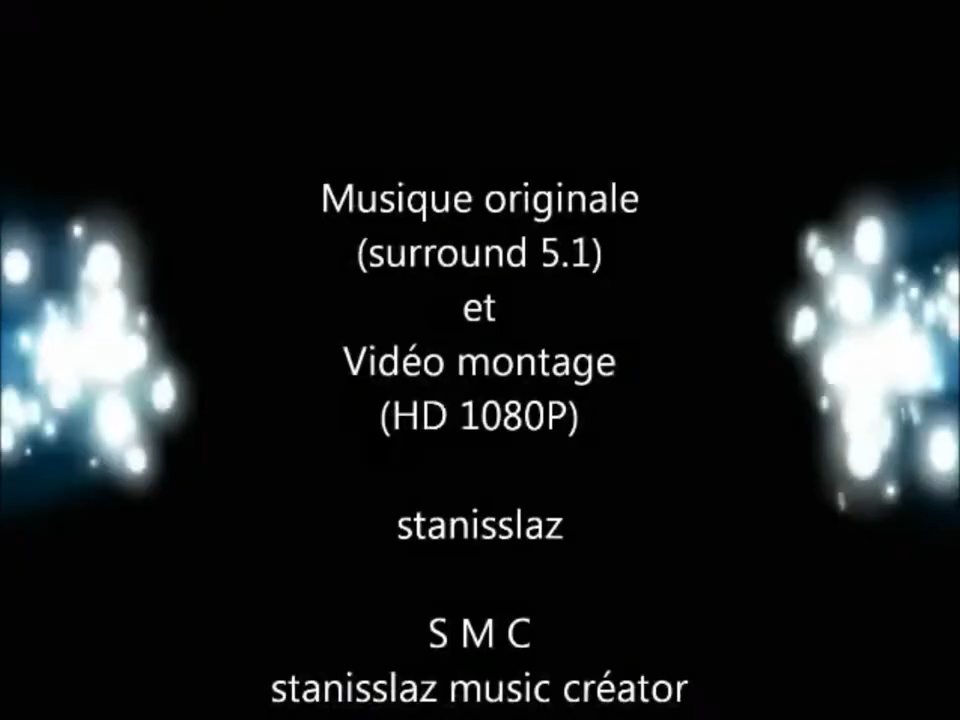 Musique originale
(surround 5.1)
et
Vidéo montage
(HD 1080P)
stanisslaz
S M C
stanisslaz music créator